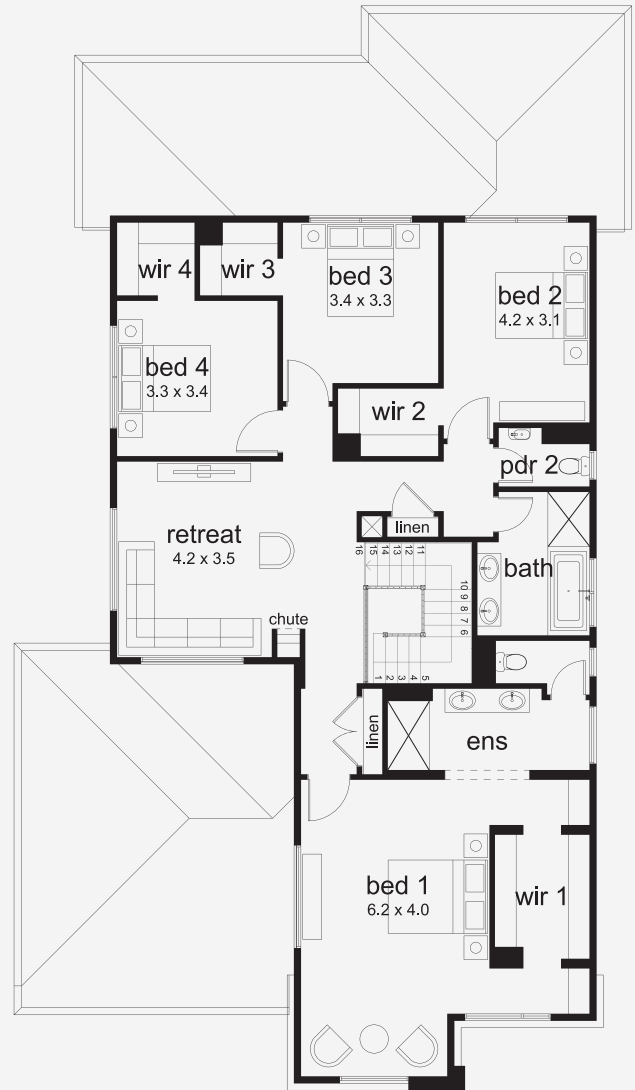 wir 4
wir 3
bed 3
3.4 x 3.3
bed 2
4.2 x 3.1
bed 4
3.3 x 3.4
wir 2
pdr 2
retreat
4.2 x 3.5
linen
bath
16
15
14
13
12
11
10
9
8
7
6
chute
1
2
3
4
5
linen
ens
bed 1
6.2 x 4.0
wir 1